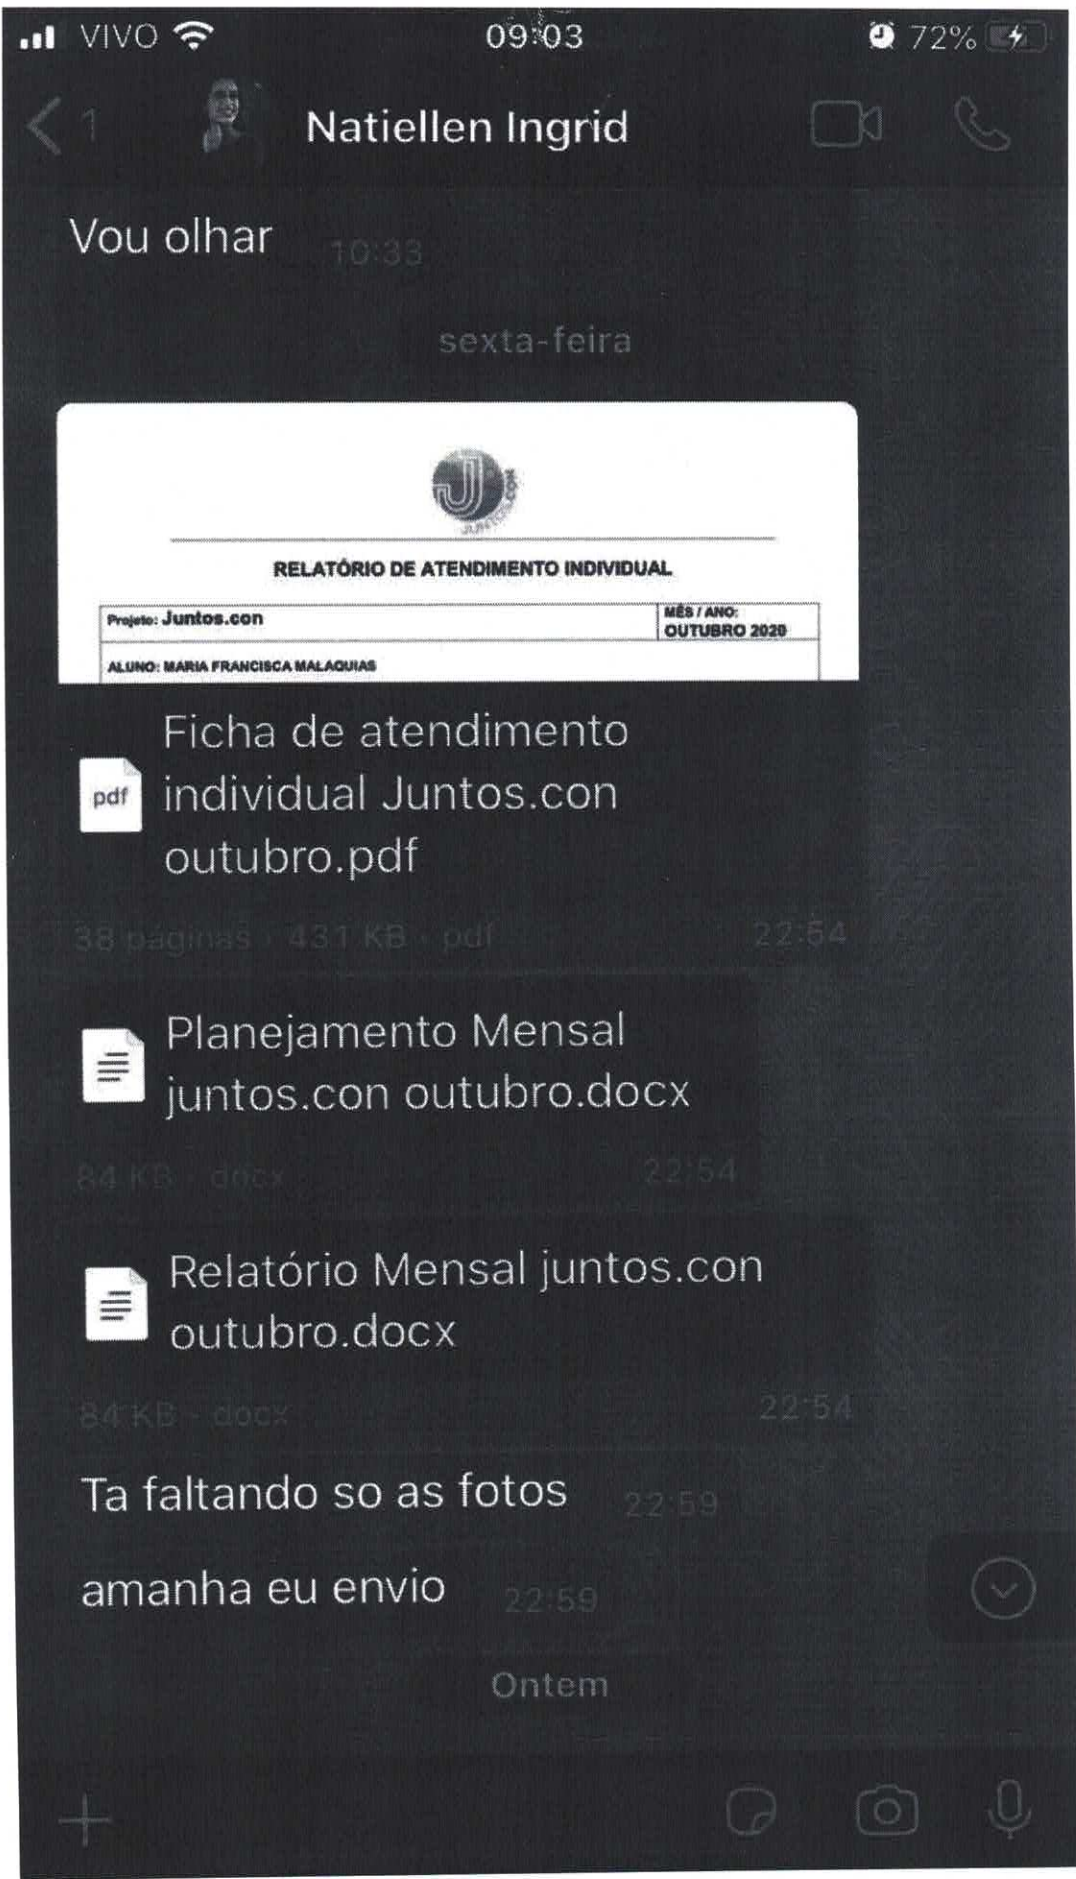 VIVO 09:03 72%
1 Natiellen Ingrid
Vou olhar 10:33
sexta-feira
J
JUNTOS.CON
RELATÓRIO DE ATENDIMENTO INDIVIDUAL
Projeto: Juntos.con MÊS / ANO:
OUTUBRO 2020
ALUNO: MARIA FRANCISCA MALAQUIAS
Ficha de atendimento
pdf individual Juntos.con
outubro.pdf
38 páginas · 431 KB · pdf 22:54
Planejamento Mensal
juntos.con outubro.docx
84 KB · docx 22:54
Relatório Mensal juntos.con
outubro.docx
84 KB · docx 22:54
Ta faltando so as fotos 22:59
amanha eu envio 22:59
Ontem